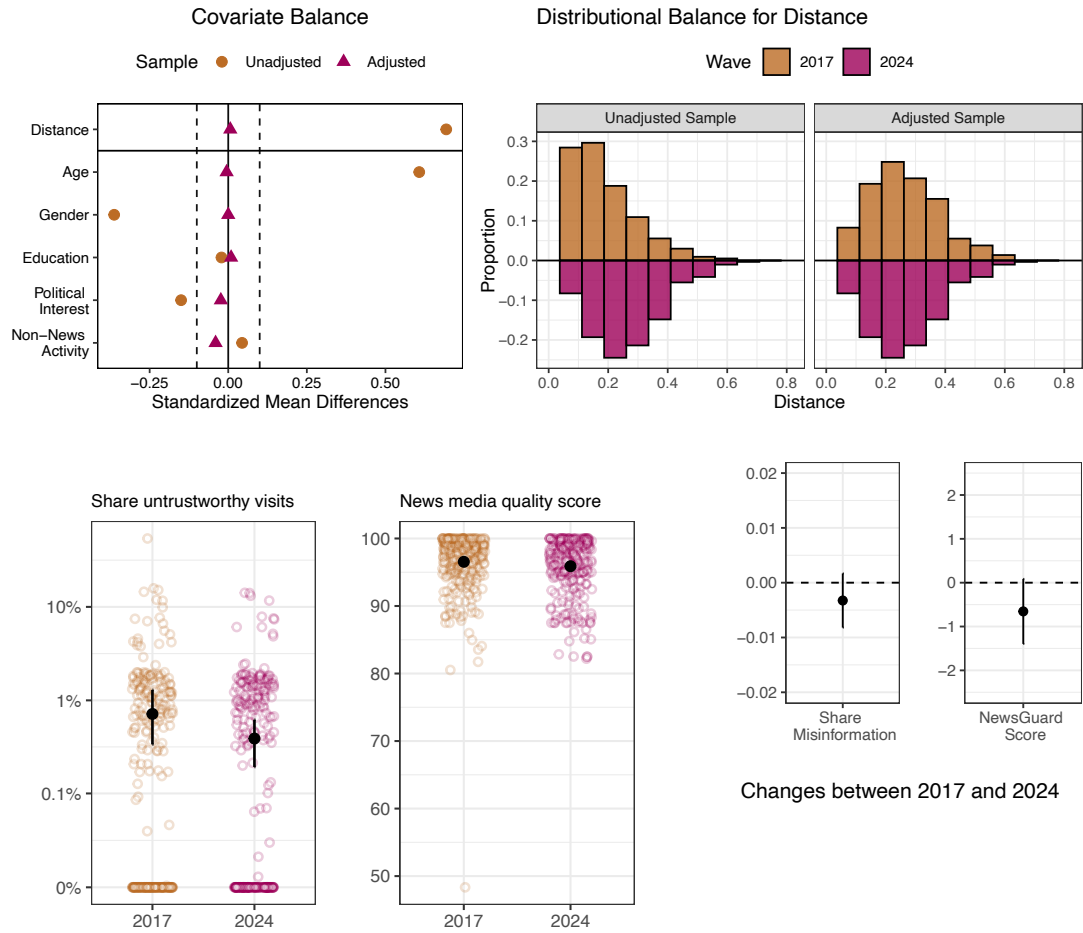 Covariate Balance
Sample Unadjusted Adjusted
Distance
Age
Gender
Education
Political
Interest
Non−News
Activity
−0.25 0.00 0.25 0.50
Standardized Mean Differences
Distributional Balance for Distance
Wave 2017 2024
Unadjusted Sample Adjusted Sample
Proportion
0.3
0.2
0.1
0.0
−0.1
−0.2
0.0 0.2 0.4 0.6 0.8 0.0 0.2 0.4 0.6 0.8
Distance
Share untrustworthy visits
10%
1%
0.1%
0%
2017 2024
News media quality score
100
90
80
70
60
50
2017 2024
0.02
0.01
0.00
−0.01
−0.02
Share
Misinformation
2
1
0
−1
−2
NewsGuard
Score
Changes between 2017 and 2024